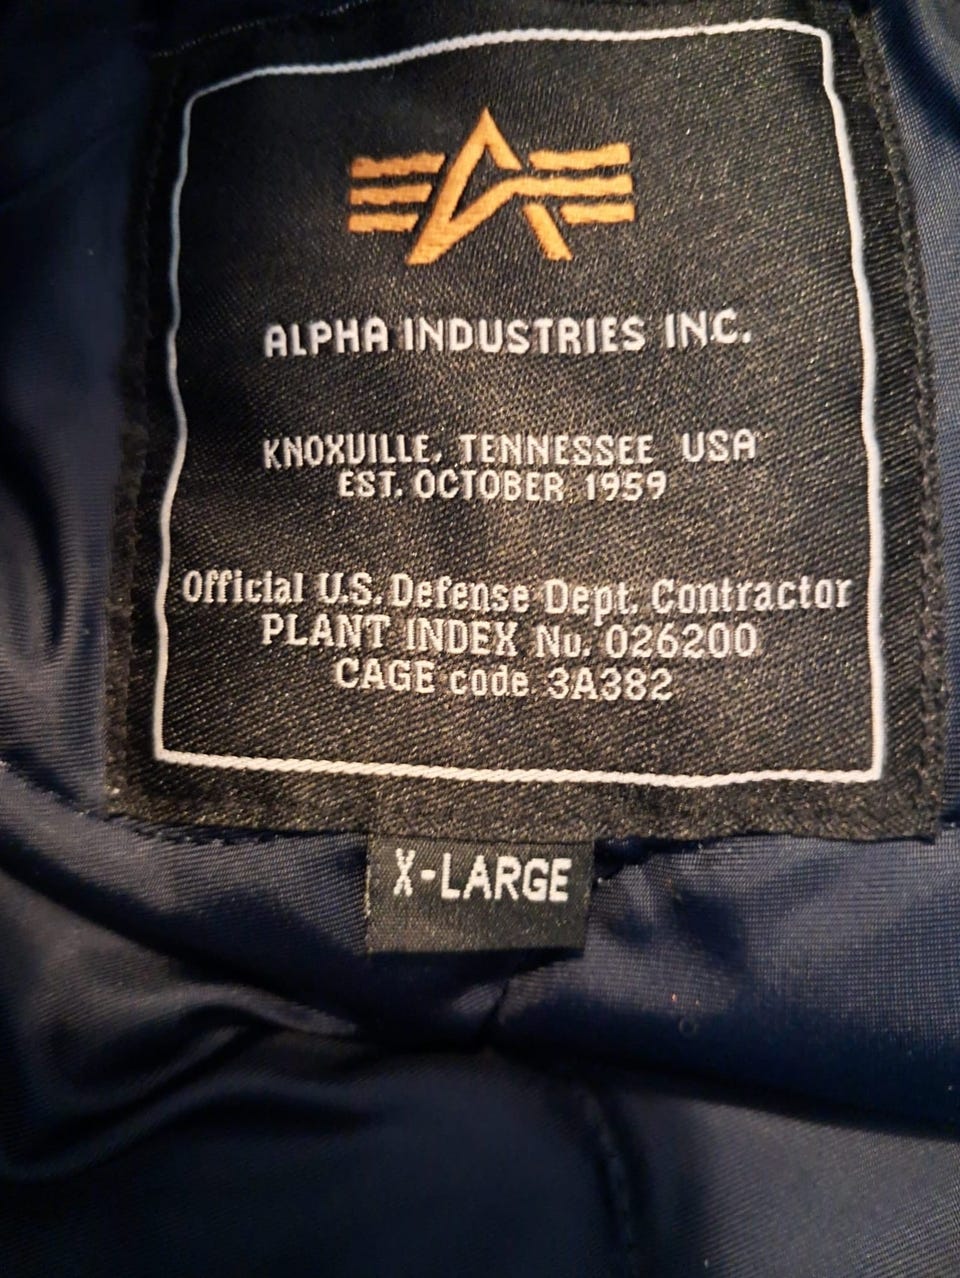 ALPHA INDUSTRIES INC.
KNOXVILLE, TENNESSEE USA
EST. OCTOBER 1959
Official U.S. Defense Dept. Contractor
PLANT INDEX No. 026200
CAGE code 3A382
X-LARGE